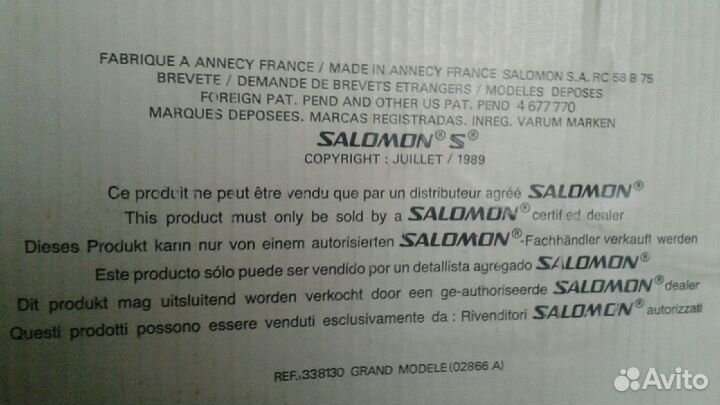 FABRIQUE A ANNECY FRANCE / MADE IN ANNECY FRANCE SALOMON S.A. RC 58 B 75
BREVETE / DEMANDE DE BREVETS ETRANGERS / MODELES DEPOSES
FOREIGN PAT. PEND AND OTHER US PAT. PEND 4 677 770
MARQUES DEPOSEES. MARCAS REGISTRADAS. INREG. VARUM MARKEN
SALOMON® S®
COPYRIGHT : JUILLET / 1989
Ce produit ne peut être vendu que par un distributeur agréé SALOMON®
This product must only be sold by a SALOMON® certif ed dealer
Dieses Produkt kann nur von einem autorisierten SALOMON®-Fachhändler verkauft werden
Este producto sólo puede ser vendido por un detallista agregado SALOMON®
Dit produkt mag uitsluitend worden verkocht door een ge-authoriseerde SALOMON® dealer
Questi prodotti possono essere venduti esclusivamente da : Rivenditori SALOMON® autorizzati
REF.:338130 GRAND MODELE (02866 A)
Avito